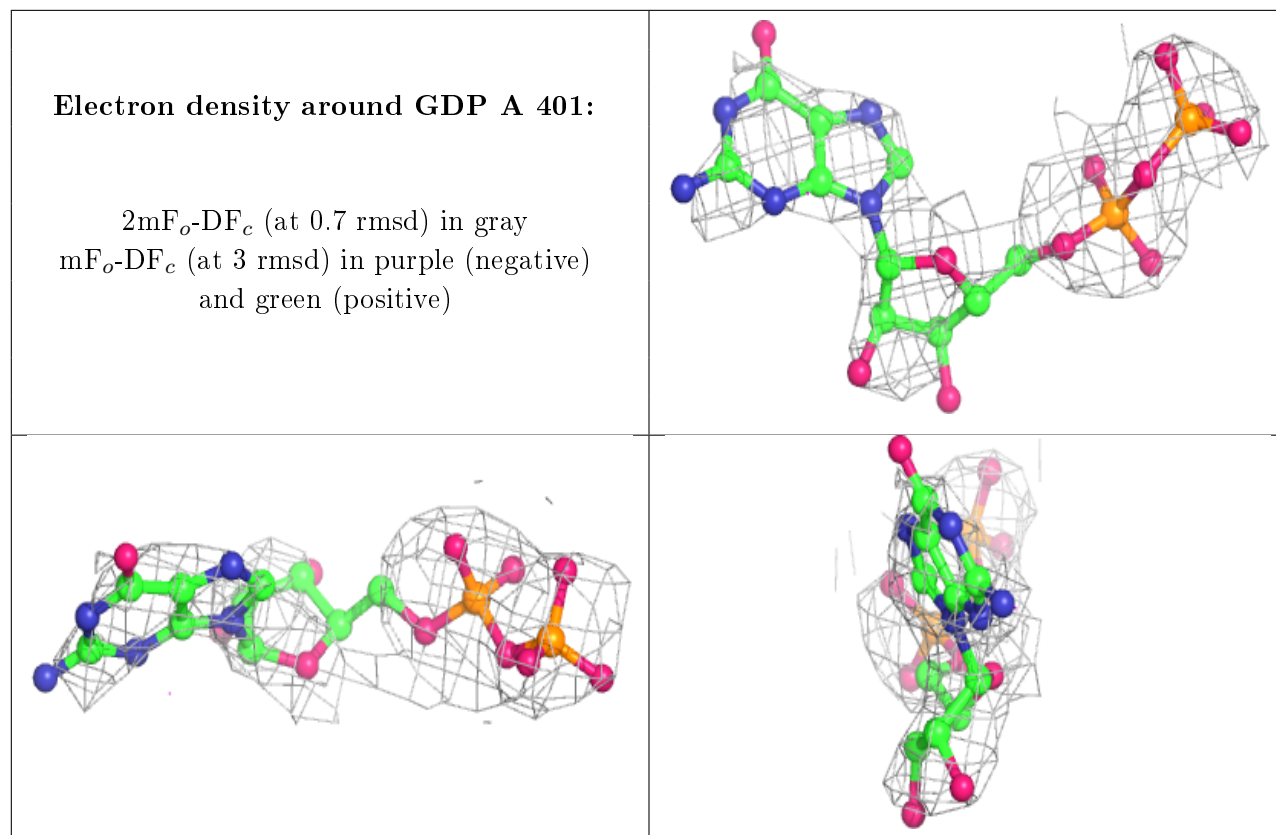 Electron density around GDP A 401:
2mFo-DFc (at 0.7 rmsd) in gray
mFo-DFc (at 3 rmsd) in purple (negative)
and green (positive)